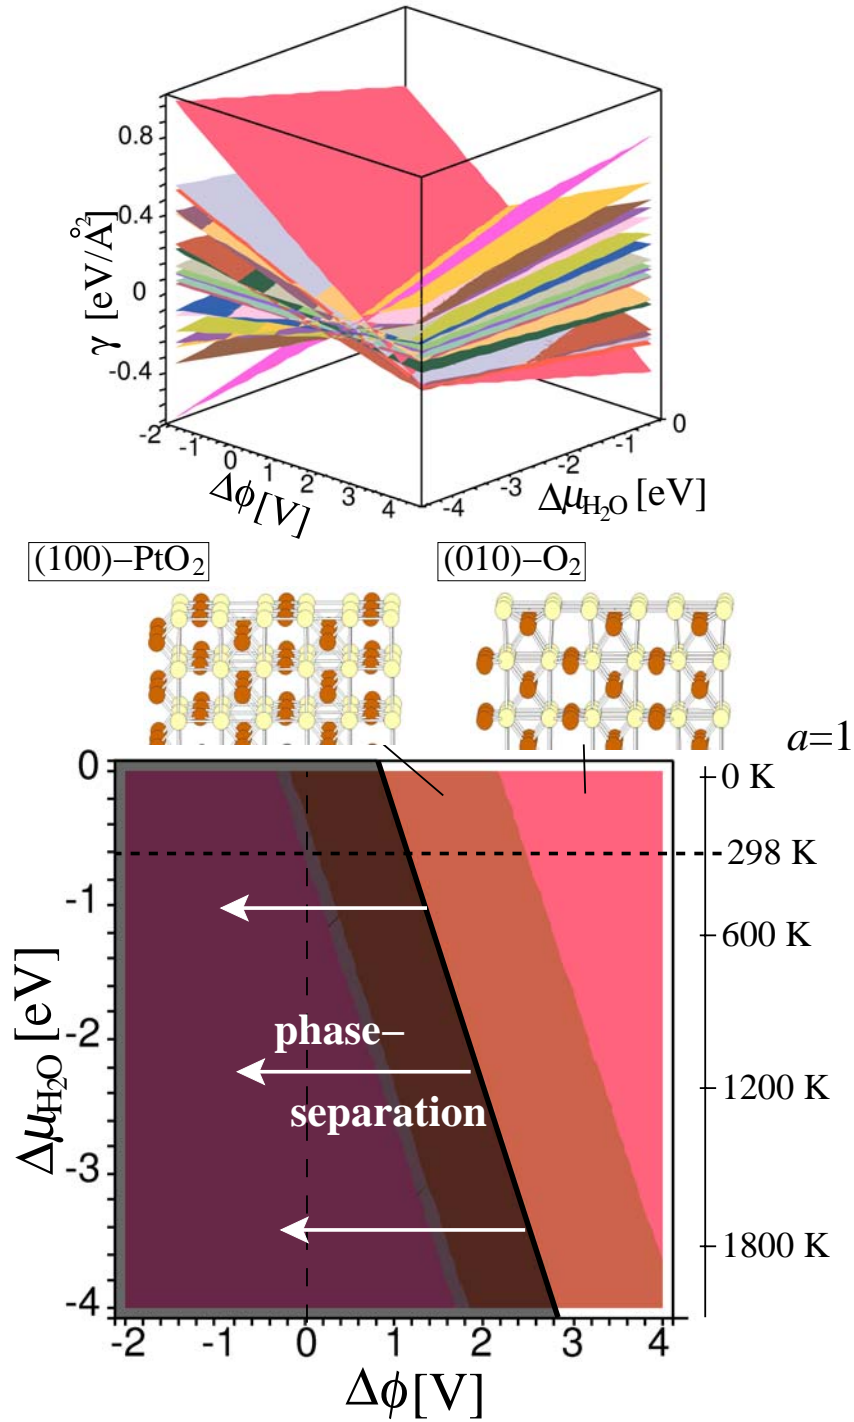 0.8
0.4
0
-0.4
γ [eV/Å²]
-2
-1
0
1
2
3
4
Δϕ[V]
-4
-3
-2
-1
0
Δμ_H₂O [eV]
(100)−PtO₂
(010)−O₂
a=1
0
-1
-2
-3
-4
Δμ_H₂O [eV]
0 K
298 K
600 K
1200 K
1800 K
phase−
separation
-2
-1
0
1
2
3
4
Δϕ[V]